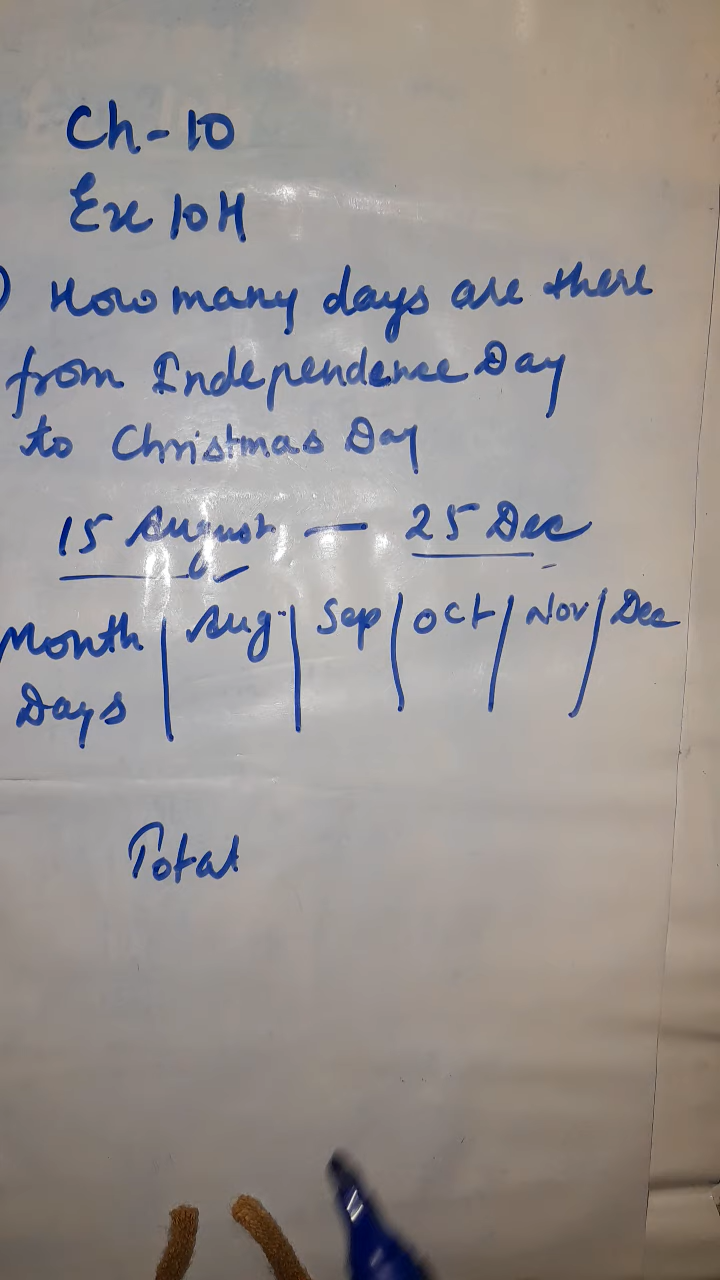 Ch-10
Ex 10H
) How many days are there
from Independence Day
to Christmas Day
15 August — 25 Dec
Month | Aug | Sep | Oct | Nov | Dec
Days
Total